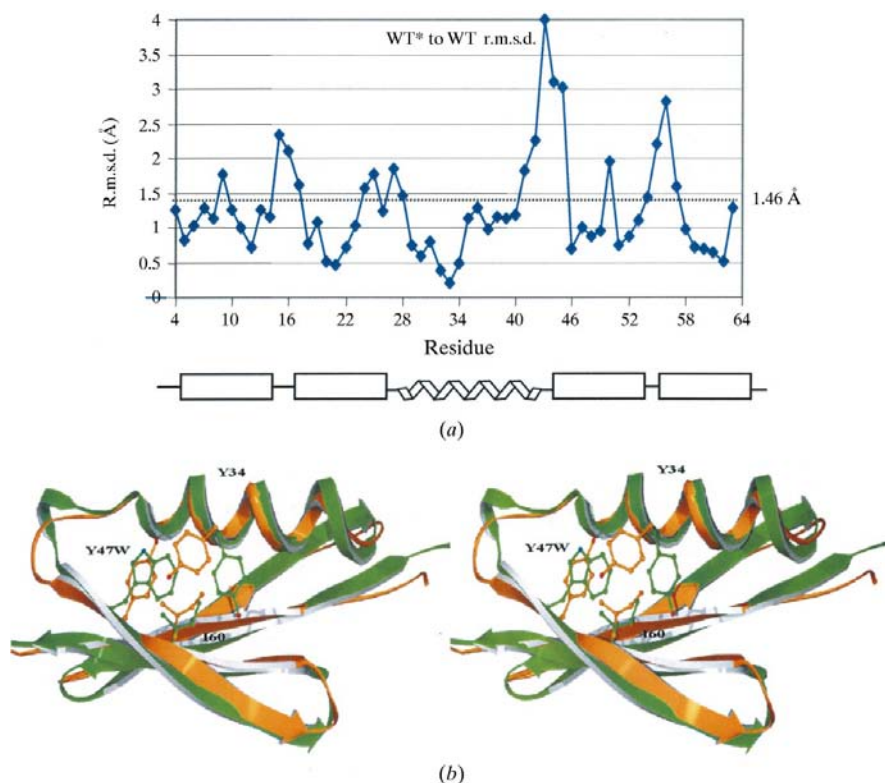 4
WT* to WT r.m.s.d.
3.5
3
2.5
R.m.s.d. (Å)
2
1.5
1.46 Å
1
0.5
0
4 10 16 22 28 34 40 46 52 58 64
Residue
(a)
Y34 Y34
Y47W Y47W
I60 I60
(b)